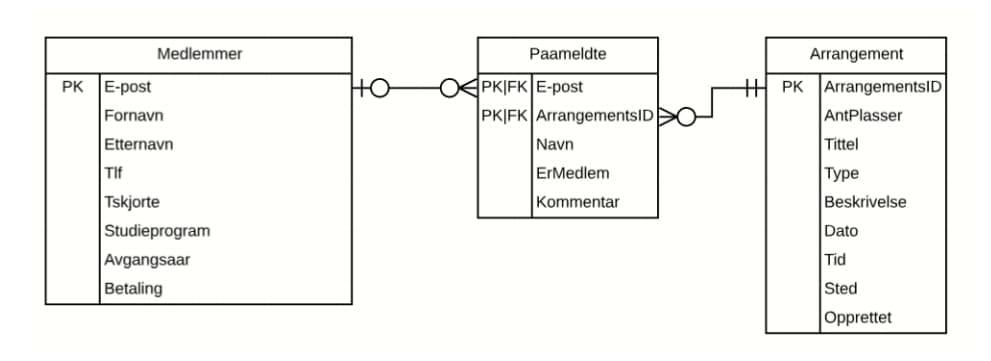 Medlemmer
PK E-post
Fornavn
Etternavn
Tlf
Tskjorte
Studieprogram
Avgangsaar
Betaling
Paameldte
PK|FK E-post
PK|FK ArrangementsID
Navn
ErMedlem
Kommentar
Arrangement
PK ArrangementsID
AntPlasser
Tittel
Type
Beskrivelse
Dato
Tid
Sted
Opprettet